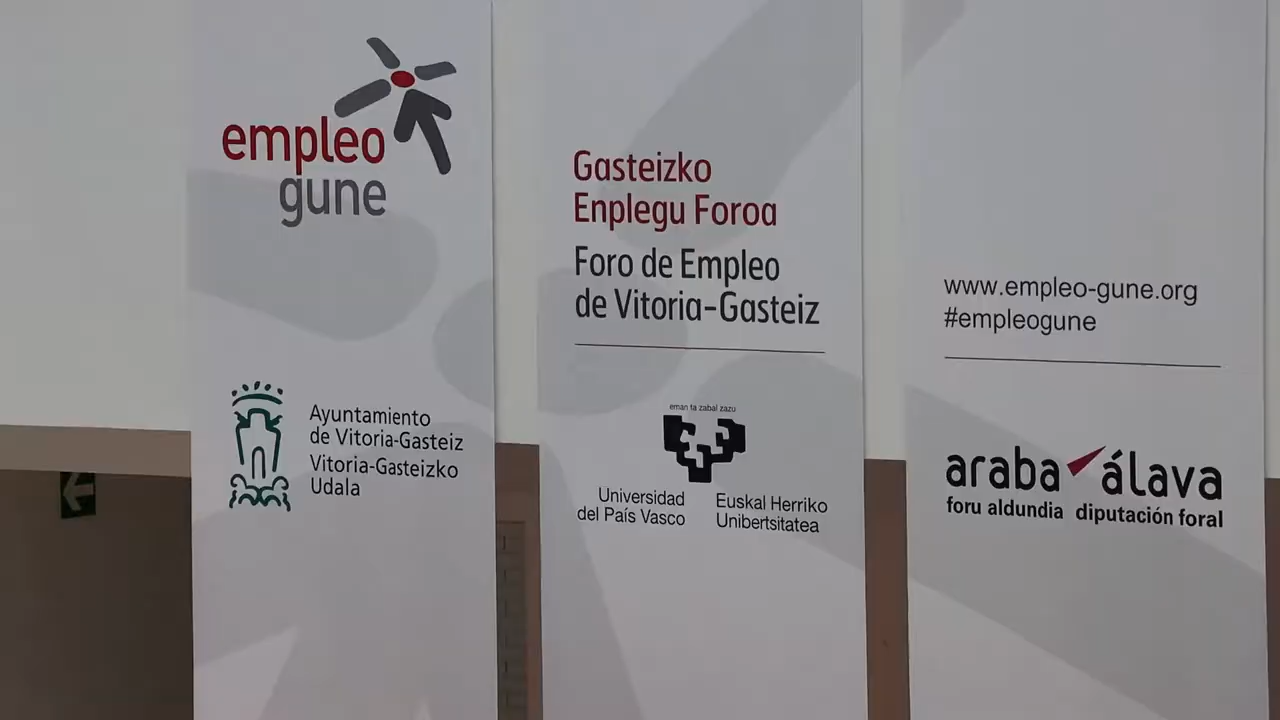 empleo
gune
Ayuntamiento
de Vitoria-Gasteiz
Vitoria-Gasteizko
Udala
Gasteizko
Enplegu Foroa
Foro de Empleo
de Vitoria-Gasteiz
eman ta zabal zazu
Universidad
del País Vasco
Euskal Herriko
Unibertsitatea
www.empleo-gune.org
#empleogune
araba álava
foru aldundia diputación foral